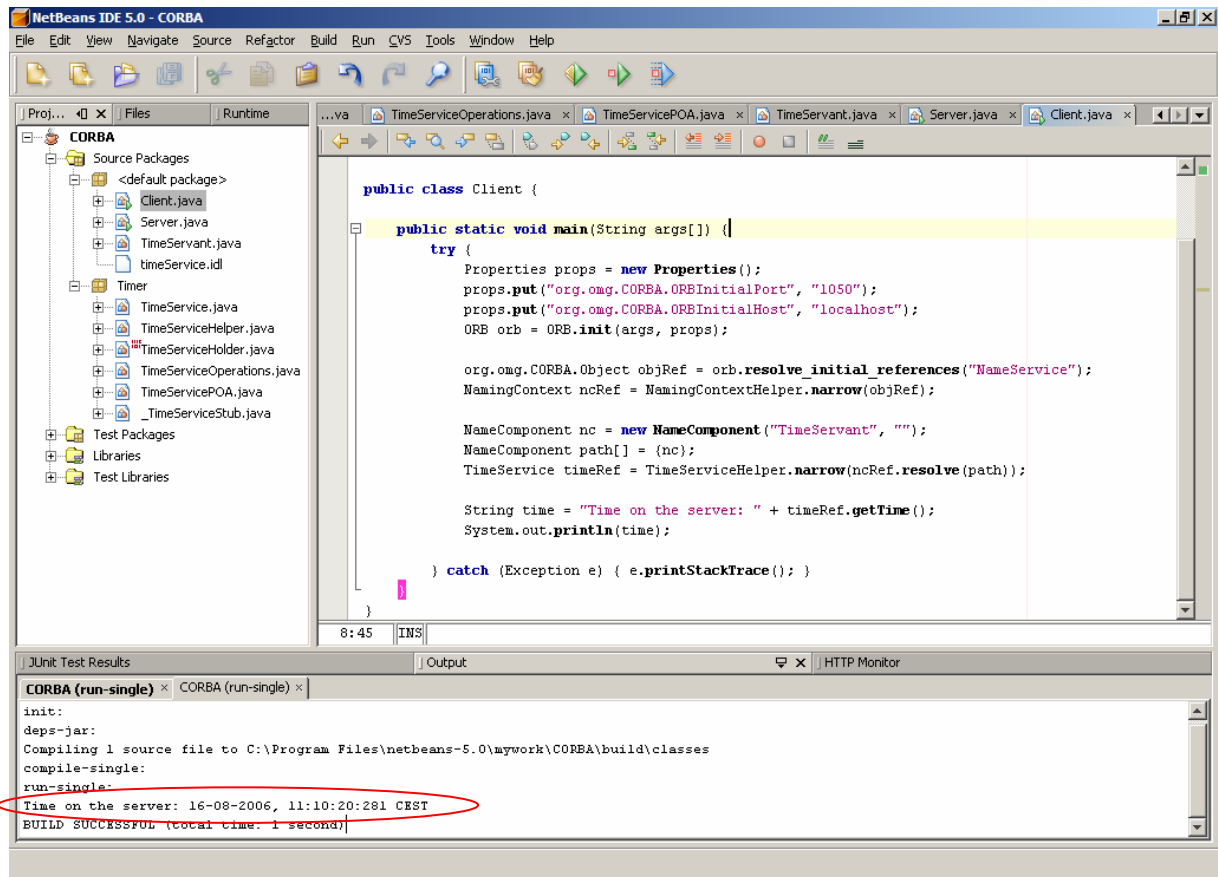 NetBeans IDE 5.0 - CORBA
File Edit View Navigate Source Refactor Build Run CVS Tools Window Help
Proj... Files Runtime
...va TimeServiceOperations.java TimeServicePOA.java TimeServant.java Server.java Client.java
CORBA
Source Packages
<default package>
Client.java
Server.java
TimeServant.java
timeService.idl
Timer
TimeService.java
TimeServiceHelper.java
TimeServiceHolder.java
TimeServiceOperations.java
TimeServicePOA.java
_TimeServiceStub.java
Test Packages
Libraries
Test Libraries
public class Client {
public static void main(String args[]) {
try {
Properties props = new Properties();
props.put("org.omg.CORBA.ORBInitialPort", "1050");
props.put("org.omg.CORBA.ORBInitialHost", "localhost");
ORB orb = ORB.init(args, props);
org.omg.CORBA.Object objRef = orb.resolve_initial_references("NameService");
NamingContext ncRef = NamingContextHelper.narrow(objRef);
NameComponent nc = new NameComponent("TimeServant", "");
NameComponent path[] = {nc};
TimeService timeRef = TimeServiceHelper.narrow(ncRef.resolve(path));
String time = "Time on the server: " + timeRef.getTime();
System.out.println(time);
} catch (Exception e) { e.printStackTrace(); }
}
}
8:45 INS
JUnit Test Results Output HTTP Monitor
CORBA (run-single) CORBA (run-single)
init:
deps-jar:
Compiling 1 source file to C:\Program Files\netbeans-5.0\mywork\CORBA\build\classes
compile-single:
run-single:
Time on the server: 16-08-2006, 11:10:20:281 CEST
BUILD SUCCESSFUL (total time: 1 second)